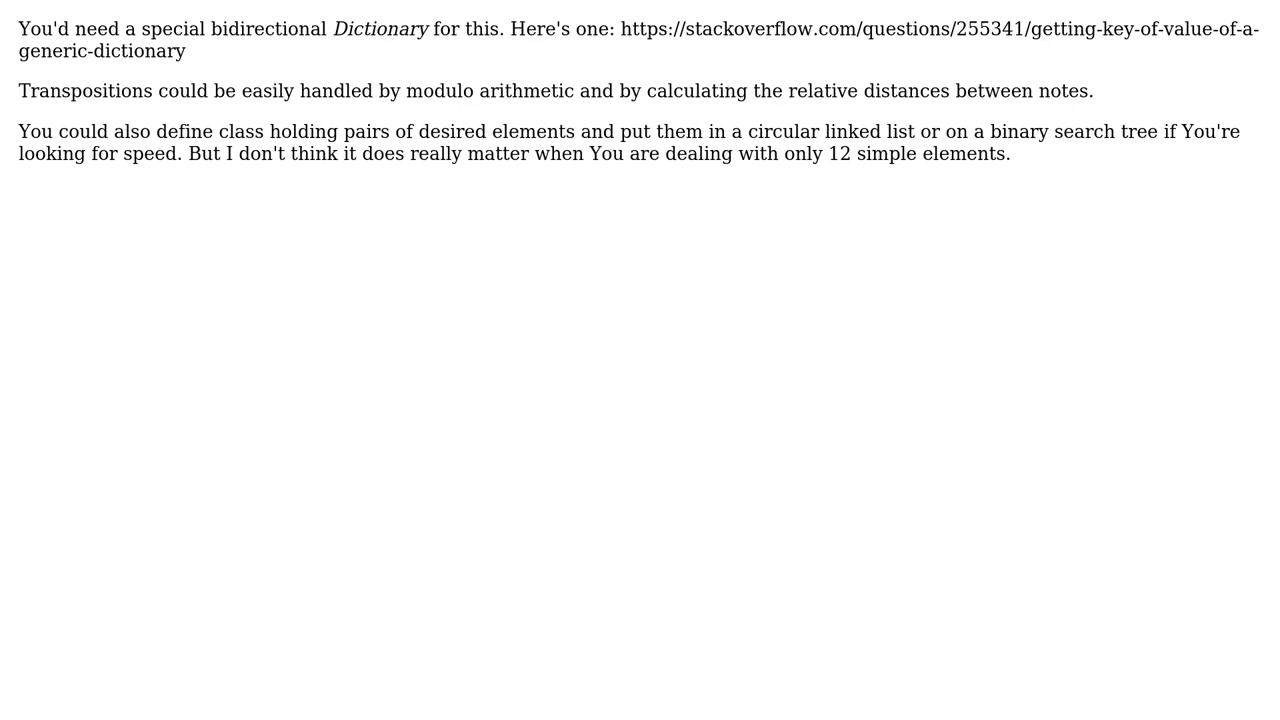 You'd need a special bidirectional Dictionary for this. Here's one: https://stackoverflow.com/questions/255341/getting-key-of-value-of-a-
generic-dictionary
Transpositions could be easily handled by modulo arithmetic and by calculating the relative distances between notes.
You could also define class holding pairs of desired elements and put them in a circular linked list or on a binary search tree if You're
looking for speed. But I don't think it does really matter when You are dealing with only 12 simple elements.